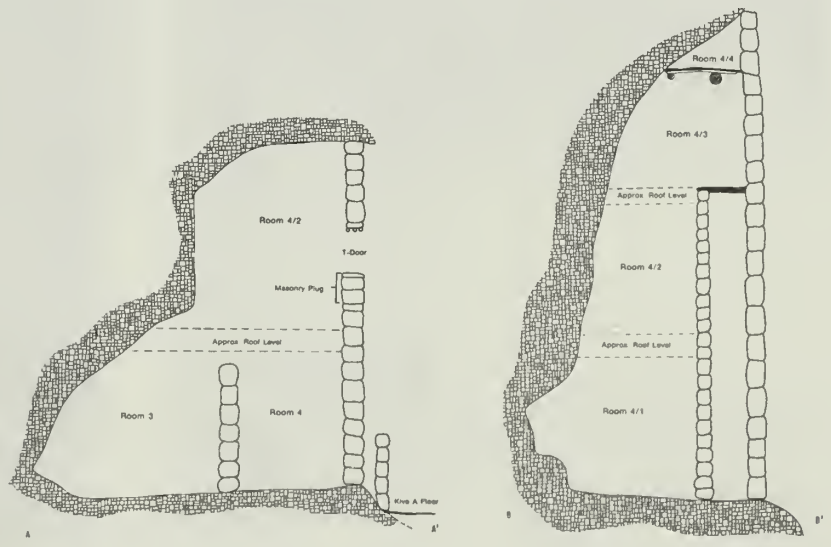 Room 4/2
T-Door
Masonry Plug
Approx Roof Level
Room 3
Room 4
Kiva A Floor
A
A'
Room 4/4
Room 4/3
Approx Roof Level
Room 4/2
Approx Roof Level
Room 4/1
B
B'